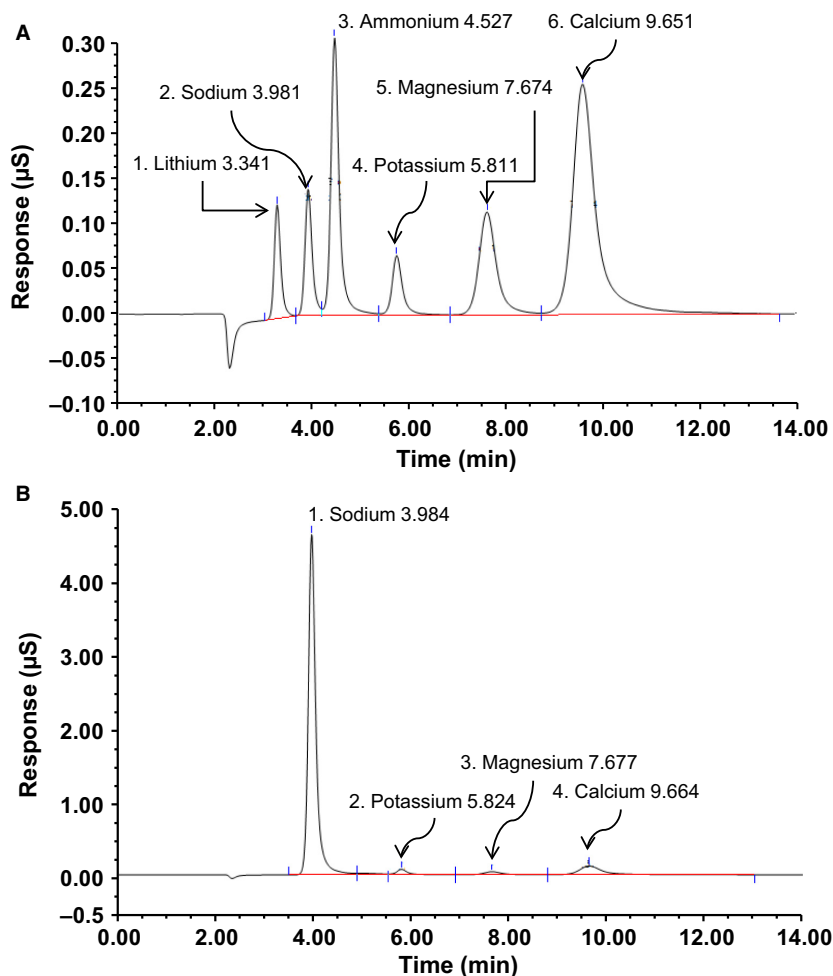 A
3. Ammonium 4.527
6. Calcium 9.651
2. Sodium 3.981
5. Magnesium 7.674
1. Lithium 3.341
4. Potassium 5.811
Response (µS)
0.30
0.25
0.20
0.15
0.10
0.05
0.00
–0.05
–0.10
0.00 2.00 4.00 6.00 8.00 10.00 12.00 14.00
Time (min)
B
1. Sodium 3.984
3. Magnesium 7.677
2. Potassium 5.824
4. Calcium 9.664
Response (µS)
5.00
4.00
3.00
2.00
1.00
0.00
–0.5
0.00 2.00 4.00 6.00 8.00 10.00 12.00 14.00
Time (min)